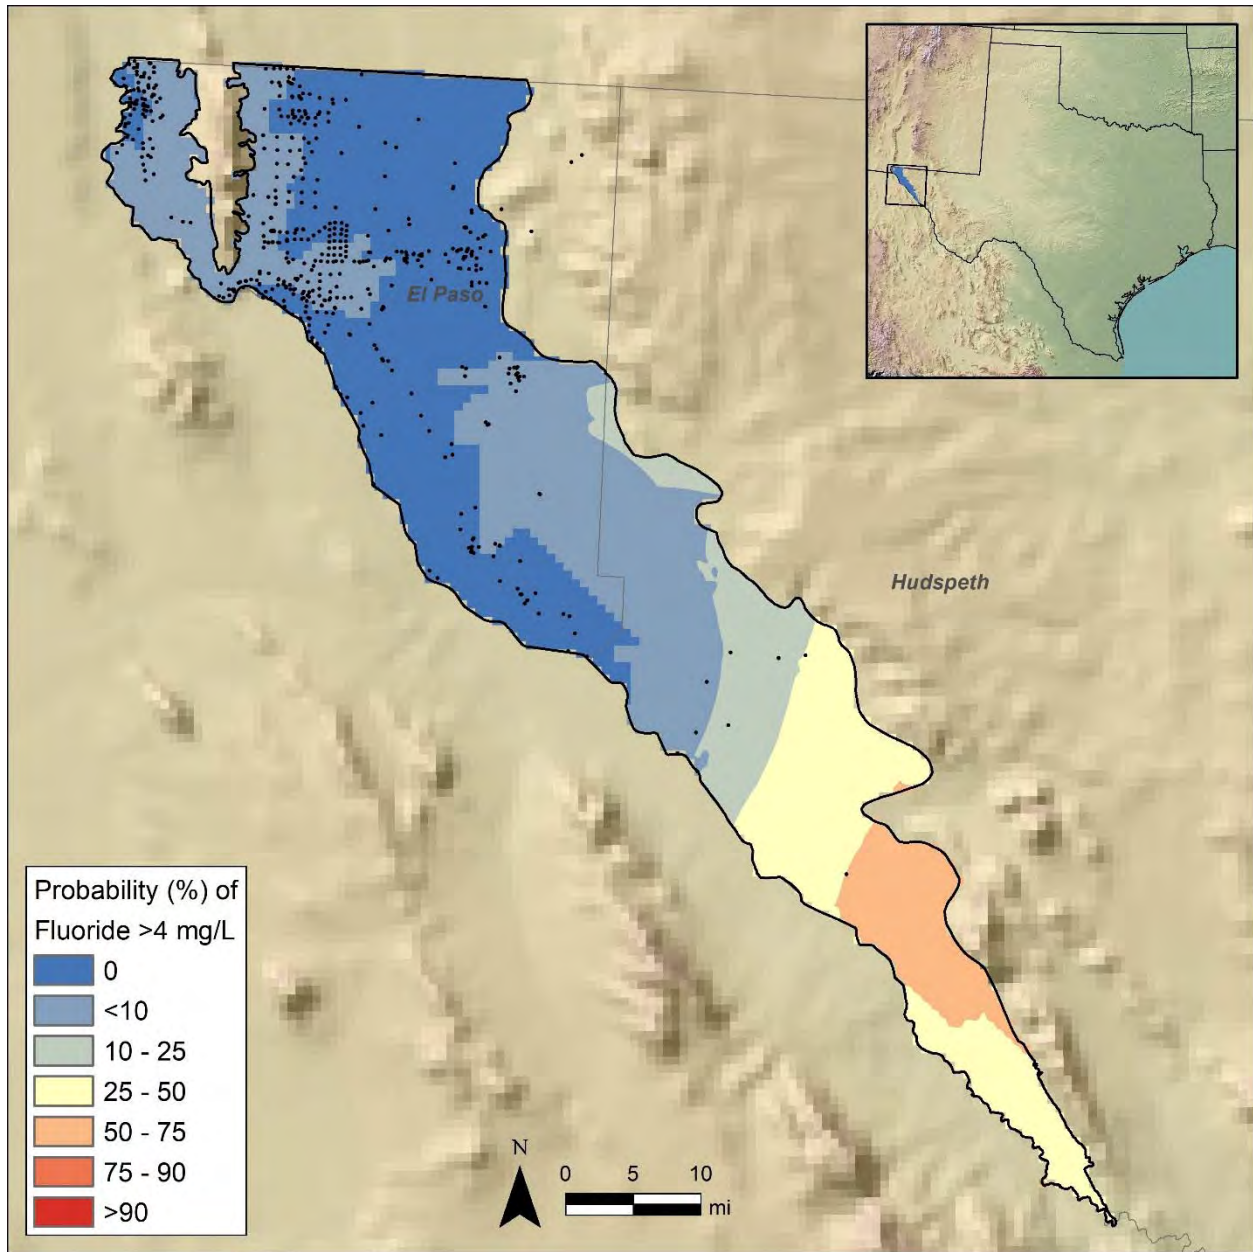 El Paso
Hudspeth
Probability (%) of
Fluoride >4 mg/L
0
<10
10 - 25
25 - 50
50 - 75
75 - 90
>90
N
0 5 10
mi